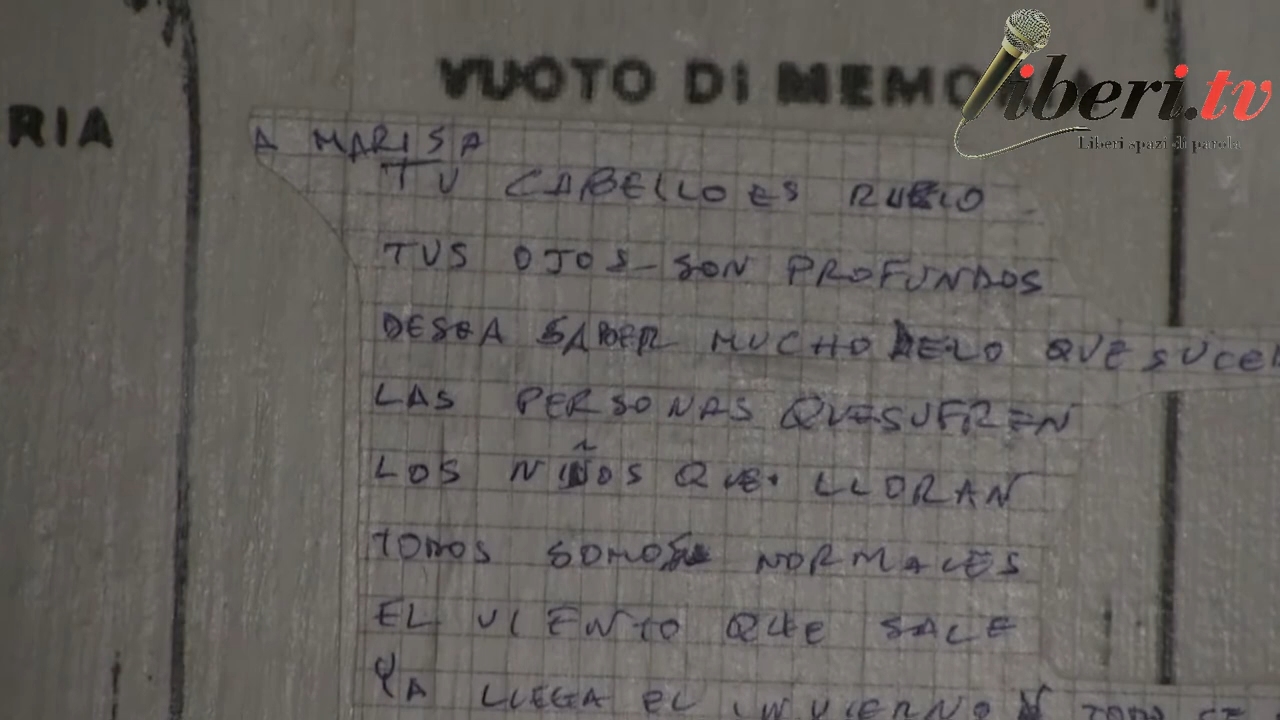 VUOTO DI MEMO
RIA
liberi.tv
Liberi spazi di parola
A MARISA
TU CABELLO ES RUBIO
TUS OJOS SON PROFUNDOS
DESEA SABER MUCHO DE LO QUE SUCE
LAS PERSONAS QUE SUFREN
LOS NIÑOS QUE LLORAN
TODOS SOMOS NORMALES
EL VIENTO QUE SALE
YA LLEGA EL INVIERNO Y TODO SE